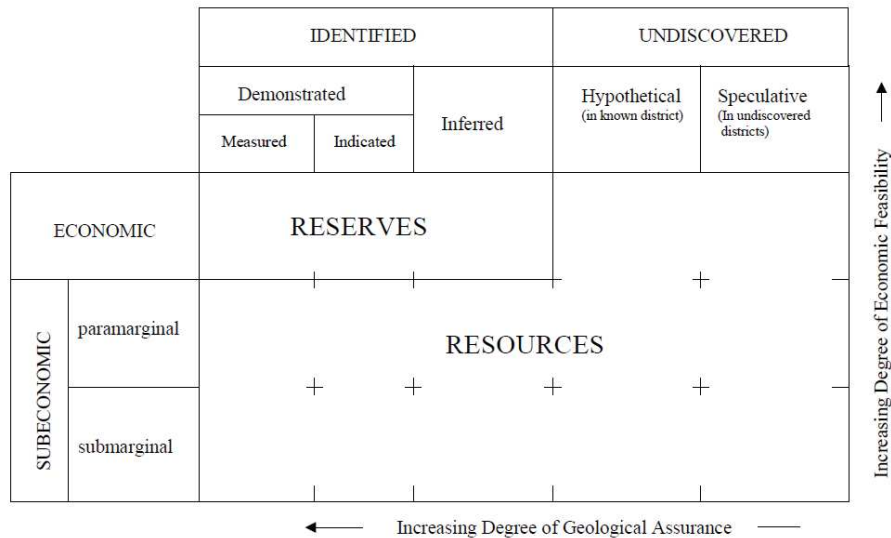 IDENTIFIED
UNDISCOVERED
Demonstrated
Measured
Indicated
Inferred
Hypothetical
(in known district)
Speculative
(In undiscovered
districts)
ECONOMIC
RESERVES
SUBECONOMIC
paramarginal
RESOURCES
submarginal
Increasing Degree of Economic Feasibility
Increasing Degree of Geological Assurance